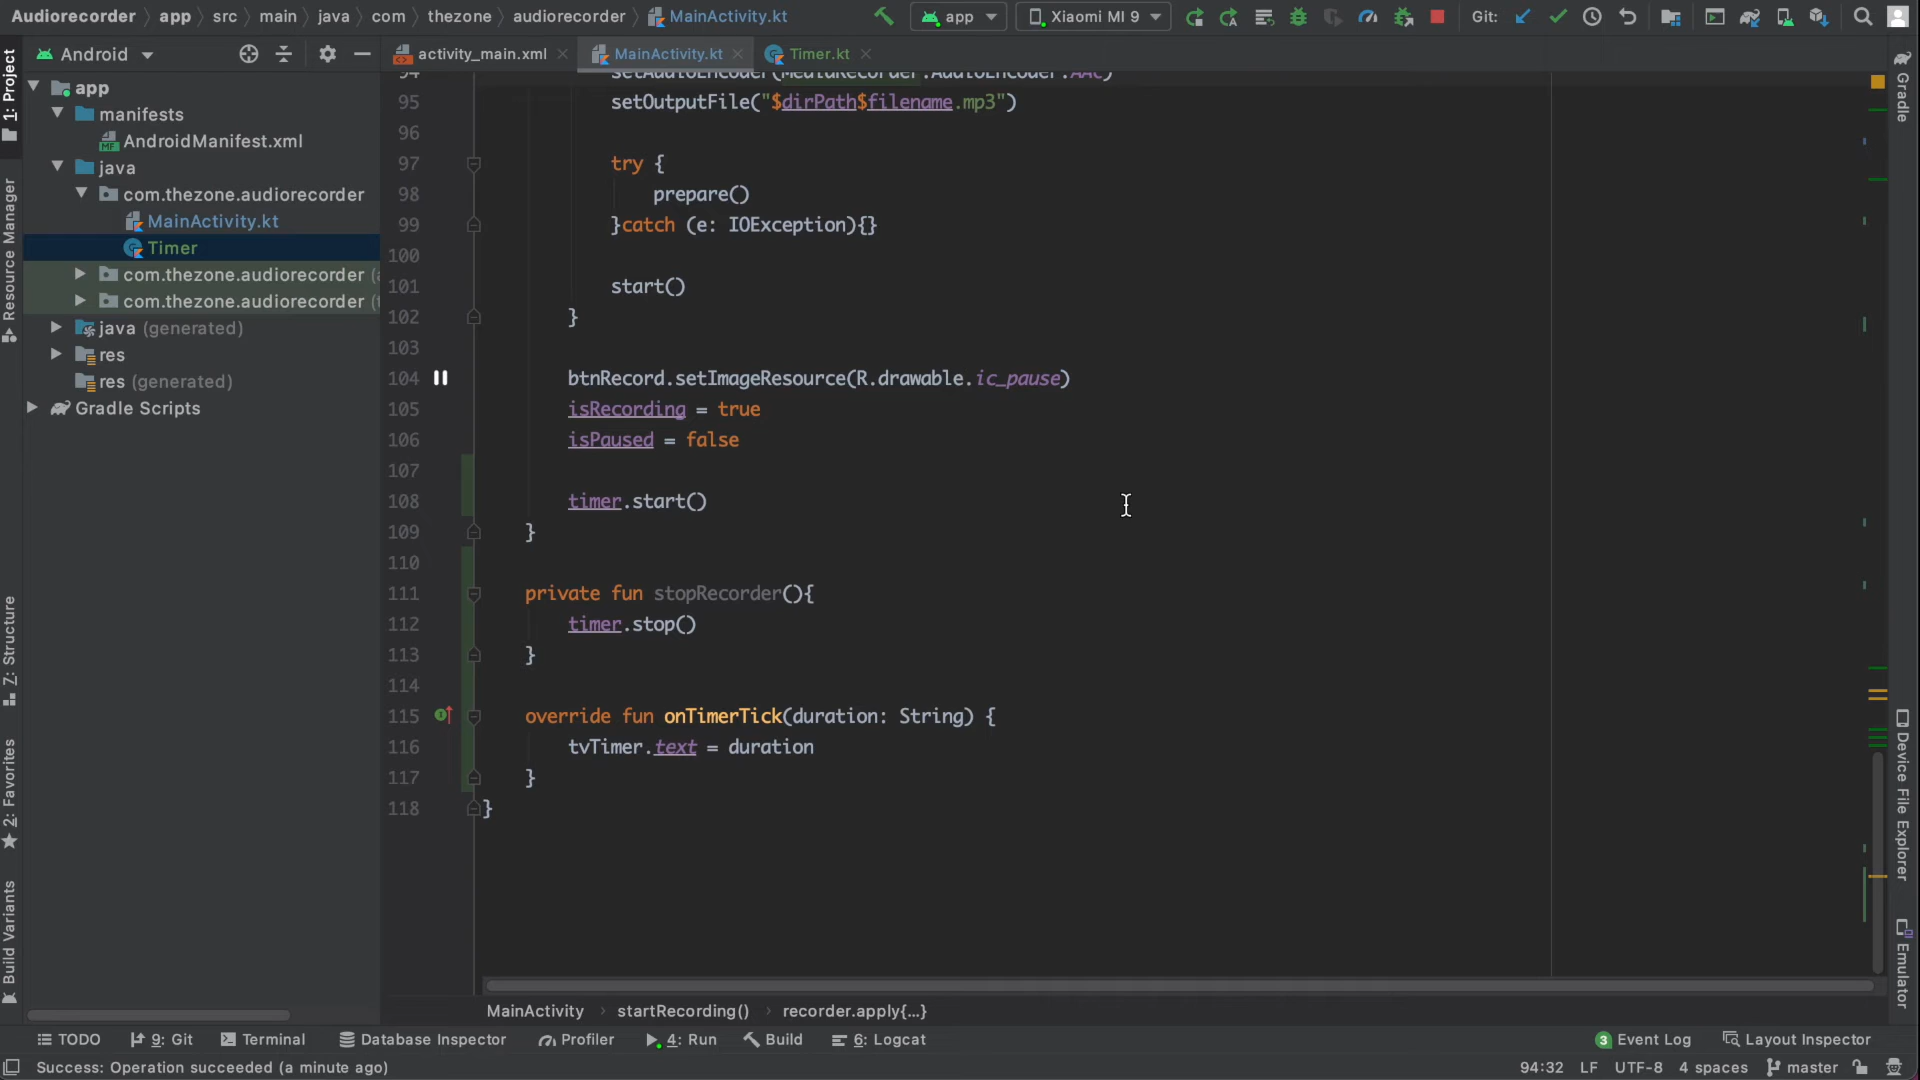 Audiorecorder › app › src › main › java › com › thezone › audiorecorder › MainActivity.kt
app
Xiaomi MI 9
Git:
Android
activity_main.xml
MainActivity.kt
Timer.kt
1: Project
Resource Manager
Z: Structure
2: Favorites
Build Variants
app
manifests
AndroidManifest.xml
java
com.thezone.audiorecorder
MainActivity.kt
Timer
com.thezone.audiorecorder (
com.thezone.audiorecorder (
java (generated)
res
res (generated)
Gradle Scripts
94 setAudioEncoder(MediaRecorder.AudioEncoder.AAC)
95 setOutputFile("$dirPath$filename.mp3")
96
97 try {
98 prepare()
99 }catch (e: IOException){}
100
101 start()
102 }
103
104 btnRecord.setImageResource(R.drawable.ic_pause)
105 isRecording = true
106 isPaused = false
107
108 timer.start()
109 }
110
111 private fun stopRecorder(){
112 timer.stop()
113 }
114
115 override fun onTimerTick(duration: String) {
116 tvTimer.text = duration
117 }
118 }
Gradle
Device File Explorer
Emulator
MainActivity › startRecording() › recorder.apply{...}
TODO
9: Git
Terminal
Database Inspector
Profiler
4: Run
Build
6: Logcat
3 Event Log
Layout Inspector
Success: Operation succeeded (a minute ago)
94:32 LF UTF-8 4 spaces master